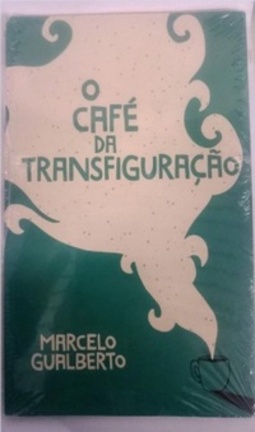 O
CAFÉ
DA
TRANSFIGURAÇÃO
MARCELO
GUALBERTO